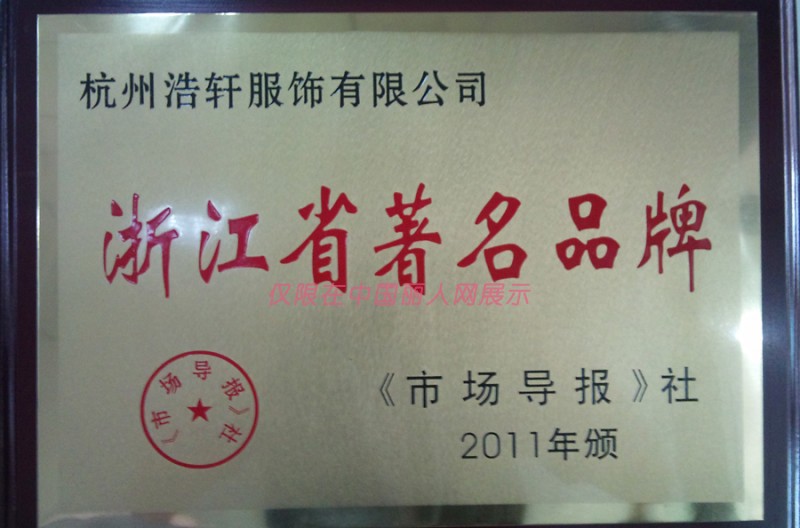 杭州浩轩服饰有限公司
浙江省著名品牌
仅限在中国丽人网展示
《市场导报》社
《市场导报》社
2011年颁